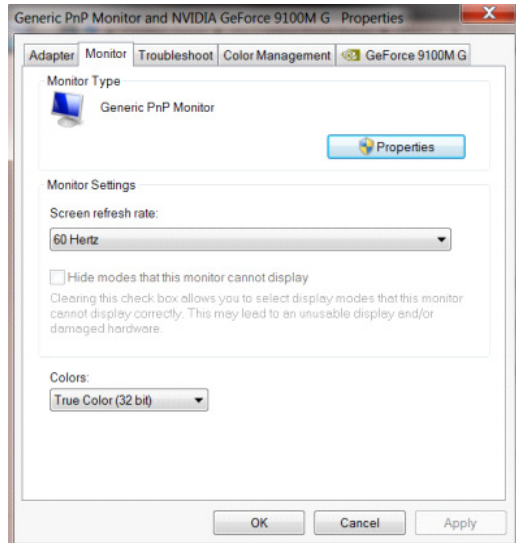 Generic PnP Monitor and NVIDIA GeForce 9100M G Properties
Adapter Monitor Troubleshoot Color Management GeForce 9100M G
Monitor Type
Generic PnP Monitor
Properties
Monitor Settings
Screen refresh rate:
60 Hertz
Hide modes that this monitor cannot display
Clearing this check box allows you to select display modes that this monitor
cannot display correctly. This may lead to an unusable display and/or
damaged hardware.
Colors:
True Color (32 bit)
OK Cancel Apply